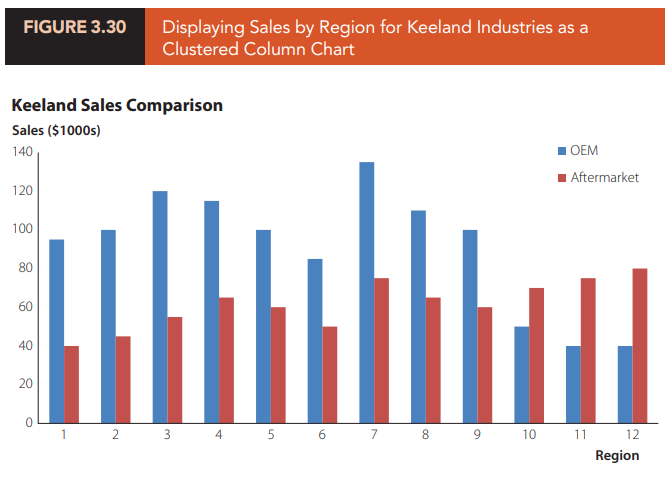 FIGURE 3.30
Displaying Sales by Region for Keeland Industries as a
Clustered Column Chart
Keeland Sales Comparison
Sales ($1000s)
140
120
100
80
60
40
20
0
OEM
Aftermarket
1 2 3 4 5 6 7 8 9 10 11 12
Region